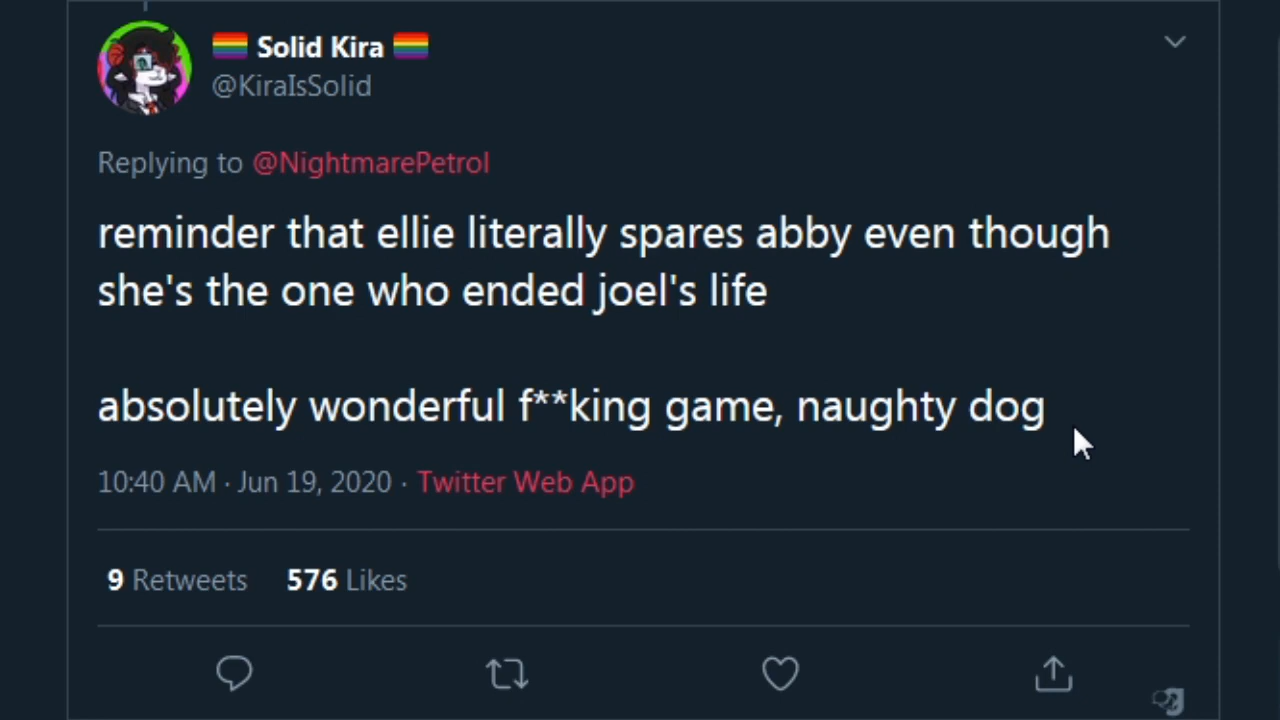 Solid Kira
@KiraIsSolid
Replying to @NightmarePetrol
reminder that ellie literally spares abby even though
she's the one who ended joel's life
absolutely wonderful f**king game, naughty dog
10:40 AM · Jun 19, 2020 · Twitter Web App
9 Retweets 576 Likes